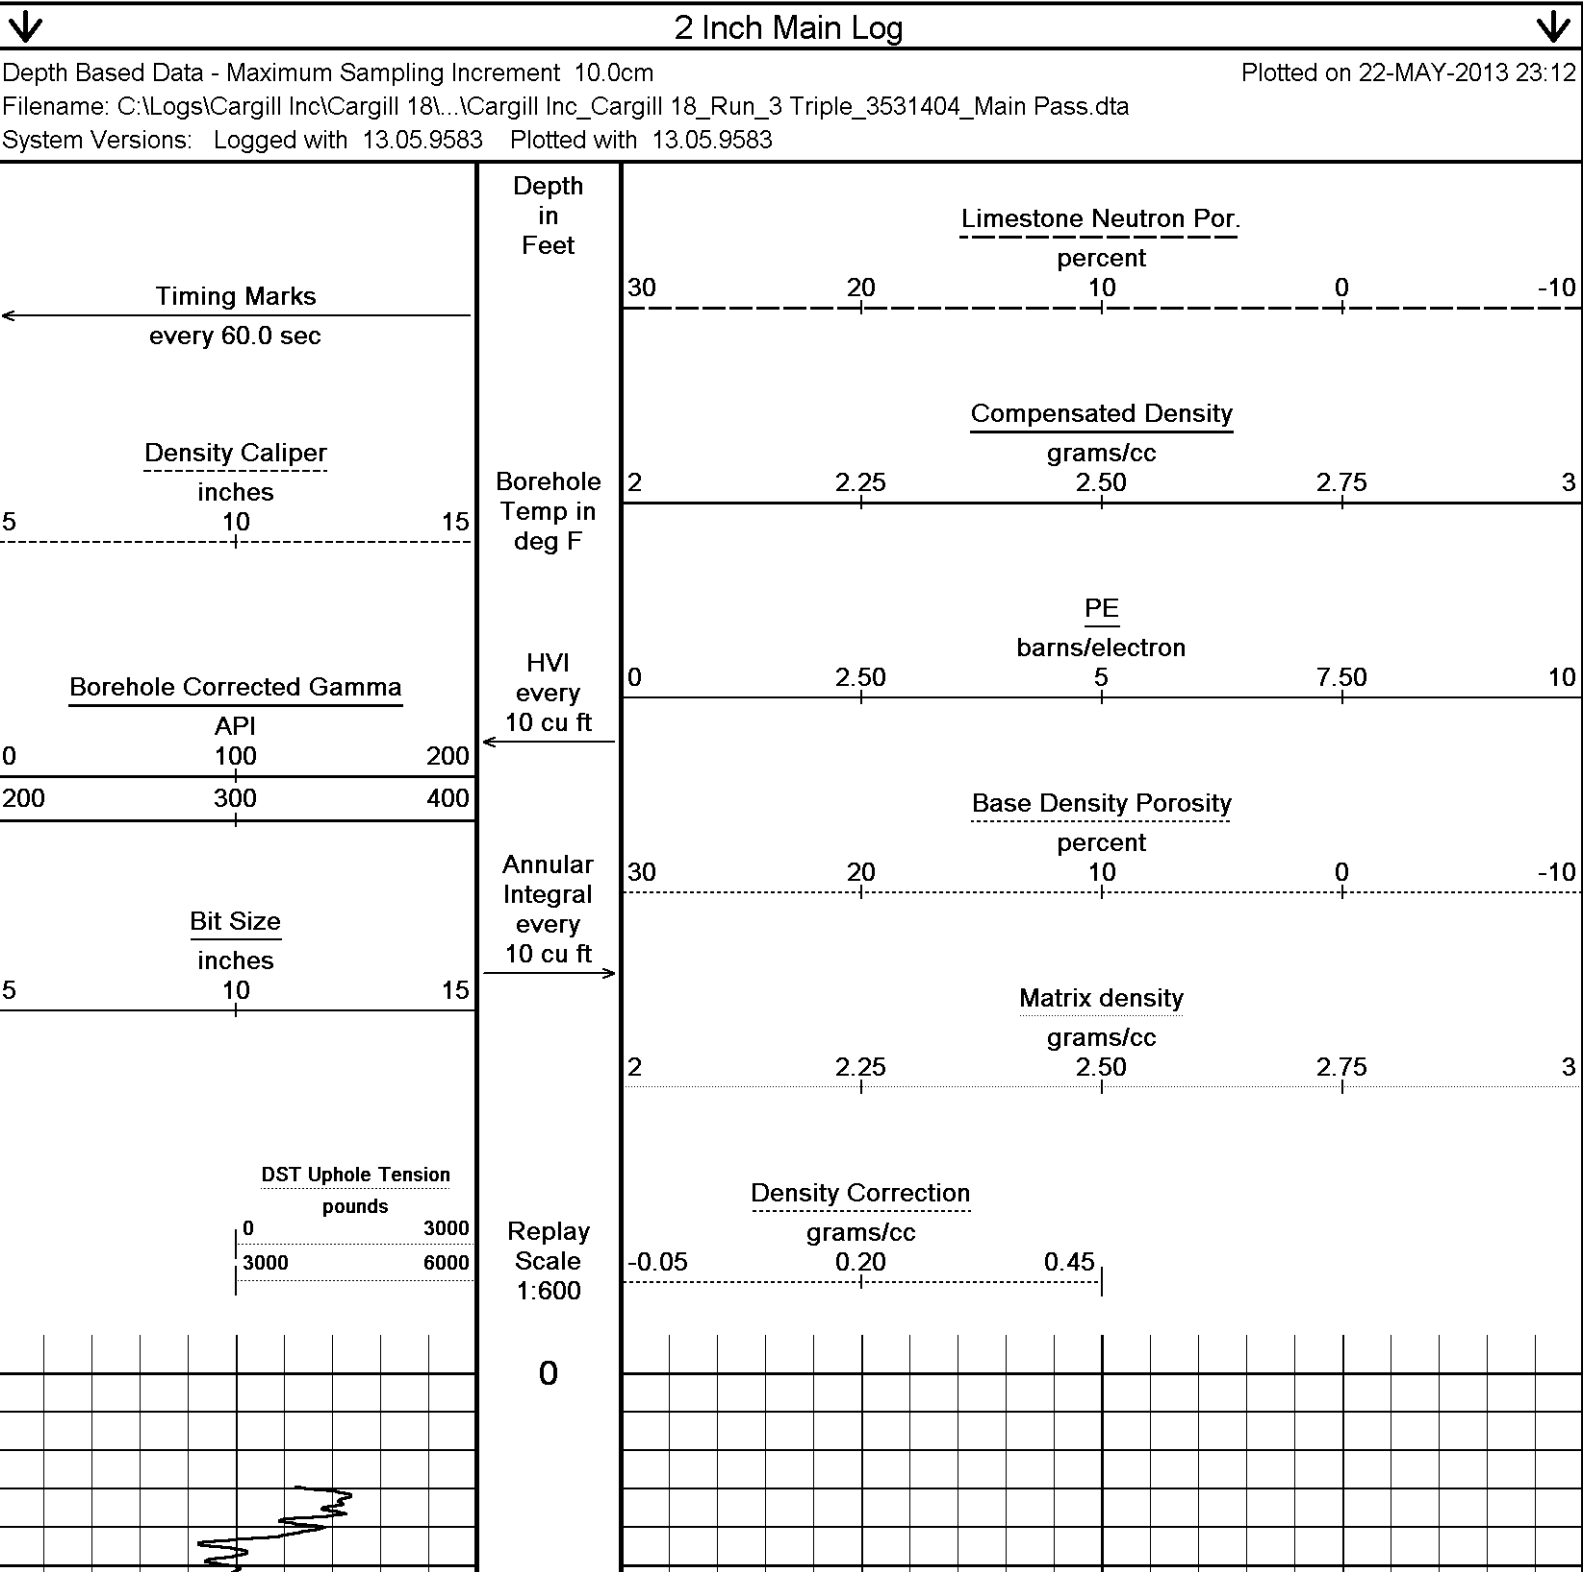 2 Inch Main Log
Depth Based Data - Maximum Sampling Increment 10.0cm
Plotted on 22-MAY-2013 23:12
Filename: C:\Logs\Cargill Inc\Cargill 18\...\Cargill Inc_Cargill 18_Run_3 Triple_3531404_Main Pass.dta
System Versions: Logged with 13.05.9583 Plotted with 13.05.9583
Timing Marks
every 60.0 sec
Density Caliper
inches
5 10 15
Borehole Corrected Gamma
API
0 100 200
200 300 400
Bit Size
inches
5 10 15
DST Uphole Tension
pounds
0 3000
3000 6000
Depth
in
Feet
Borehole
Temp in
deg F
HVI
every
10 cu ft
Annular
Integral
every
10 cu ft
Replay
Scale
1:600
0
Limestone Neutron Por.
percent
30 20 10 0 -10
Compensated Density
grams/cc
2 2.25 2.50 2.75 3
PE
barns/electron
0 2.50 5 7.50 10
Base Density Porosity
percent
30 20 10 0 -10
Matrix density
grams/cc
2 2.25 2.50 2.75 3
Density Correction
grams/cc
-0.05 0.20 0.45